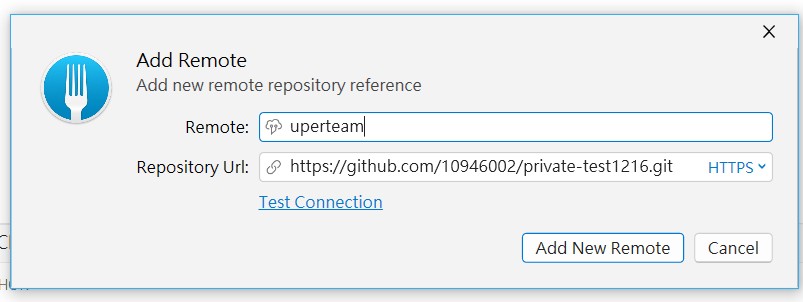 Add Remote
Add new remote repository reference
Remote: uperteam
Repository Url: https://github.com/10946002/private-test1216.git HTTPS
Test Connection
Add New Remote Cancel